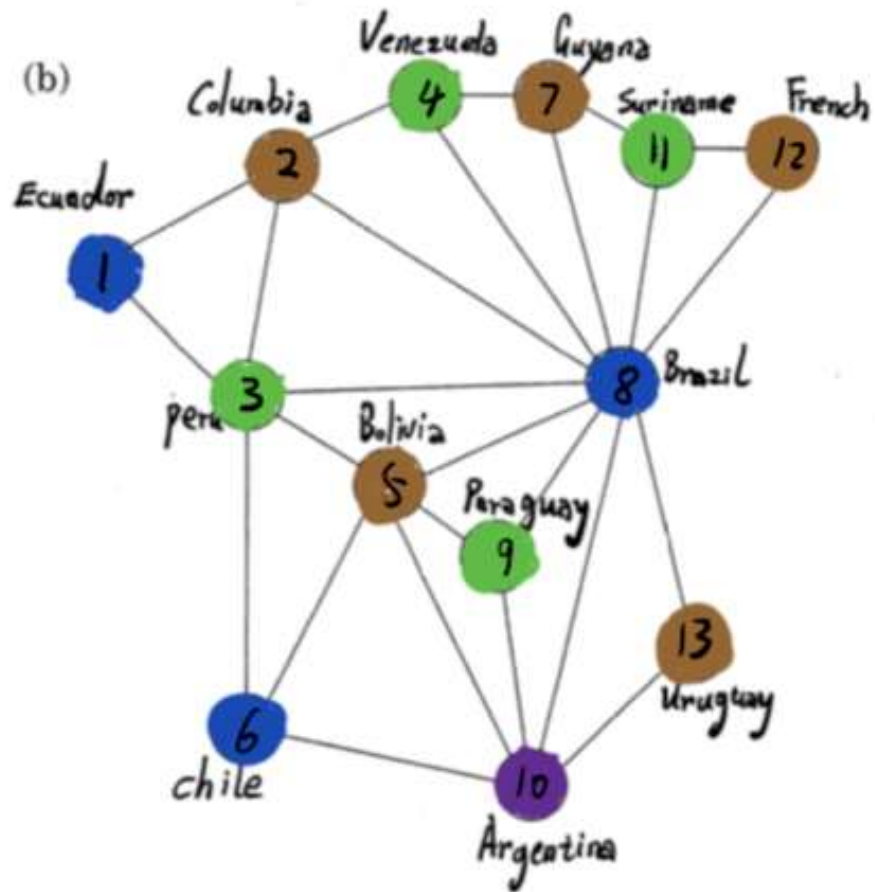 (b)
Venezuela
Guyana
4
7
Columbia
Suriname
French
2
11
12
Ecuador
1
Brazil
8
3
peru
Bolivia
5
Paraguay
9
13
Uruguay
6
chile
10
Argentina